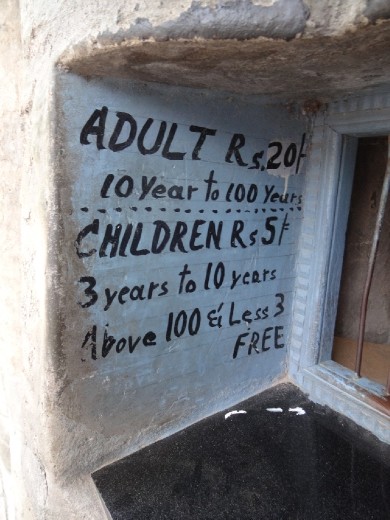 ADULT Rs.20/-
10 Year to 100 Years
CHILDREN Rs 5/-
3 years to 10 years
Above 100 & Less 3
FREE